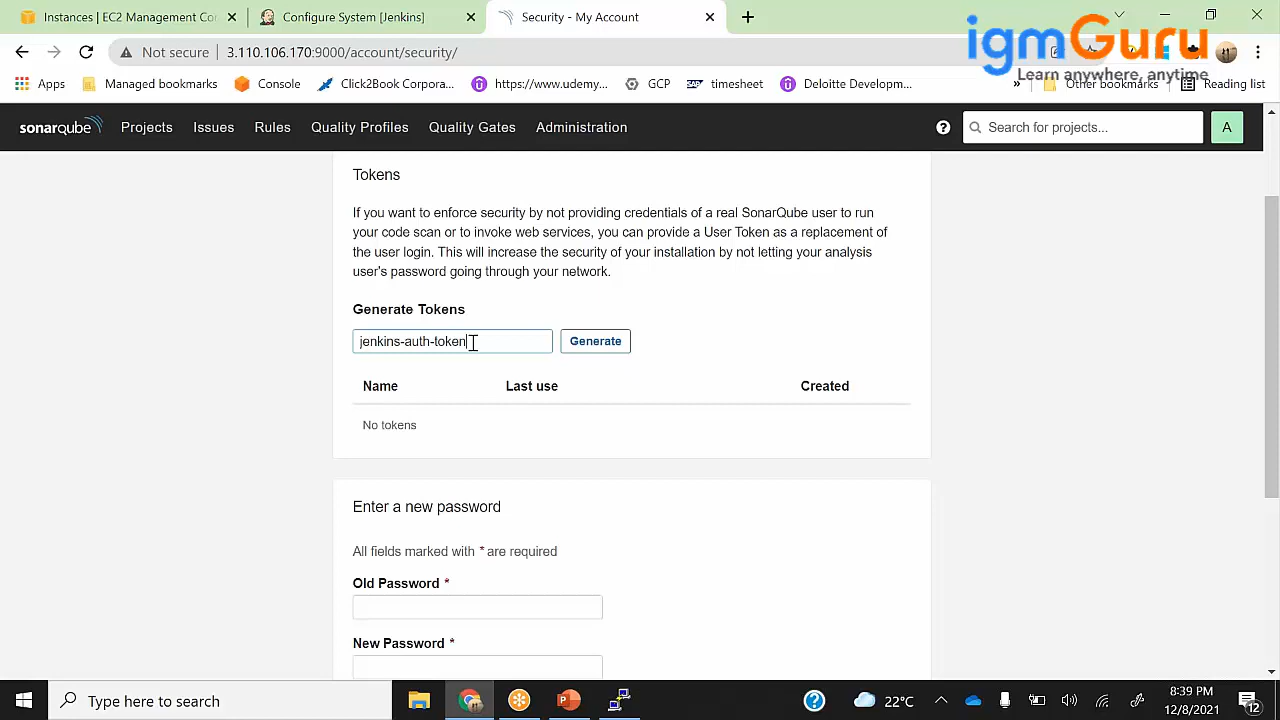 Instances | EC2 Management Con
Configure System [Jenkins]
Security - My Account
Not secure
3.110.106.170:9000/account/security/
igmGuru
Learn anywhere, anytime
Apps
Managed bookmarks
Console
Click2Book Corpora...
https://www.udemy...
GCP
timesheet
Deloitte Developm...
»
Other bookmarks
Reading list
sonarqube
Projects
Issues
Rules
Quality Profiles
Quality Gates
Administration
?
Search for projects...
A
Tokens
If you want to enforce security by not providing credentials of a real SonarQube user to run
your code scan or to invoke web services, you can provide a User Token as a replacement of
the user login. This will increase the security of your installation by not letting your analysis
user's password going through your network.
Generate Tokens
jenkins-auth-token
Generate
Name
Last use
Created
No tokens
Enter a new password
All fields marked with * are required
Old Password *
New Password *
Type here to search
22°C
8:39 PM
12/8/2021
12